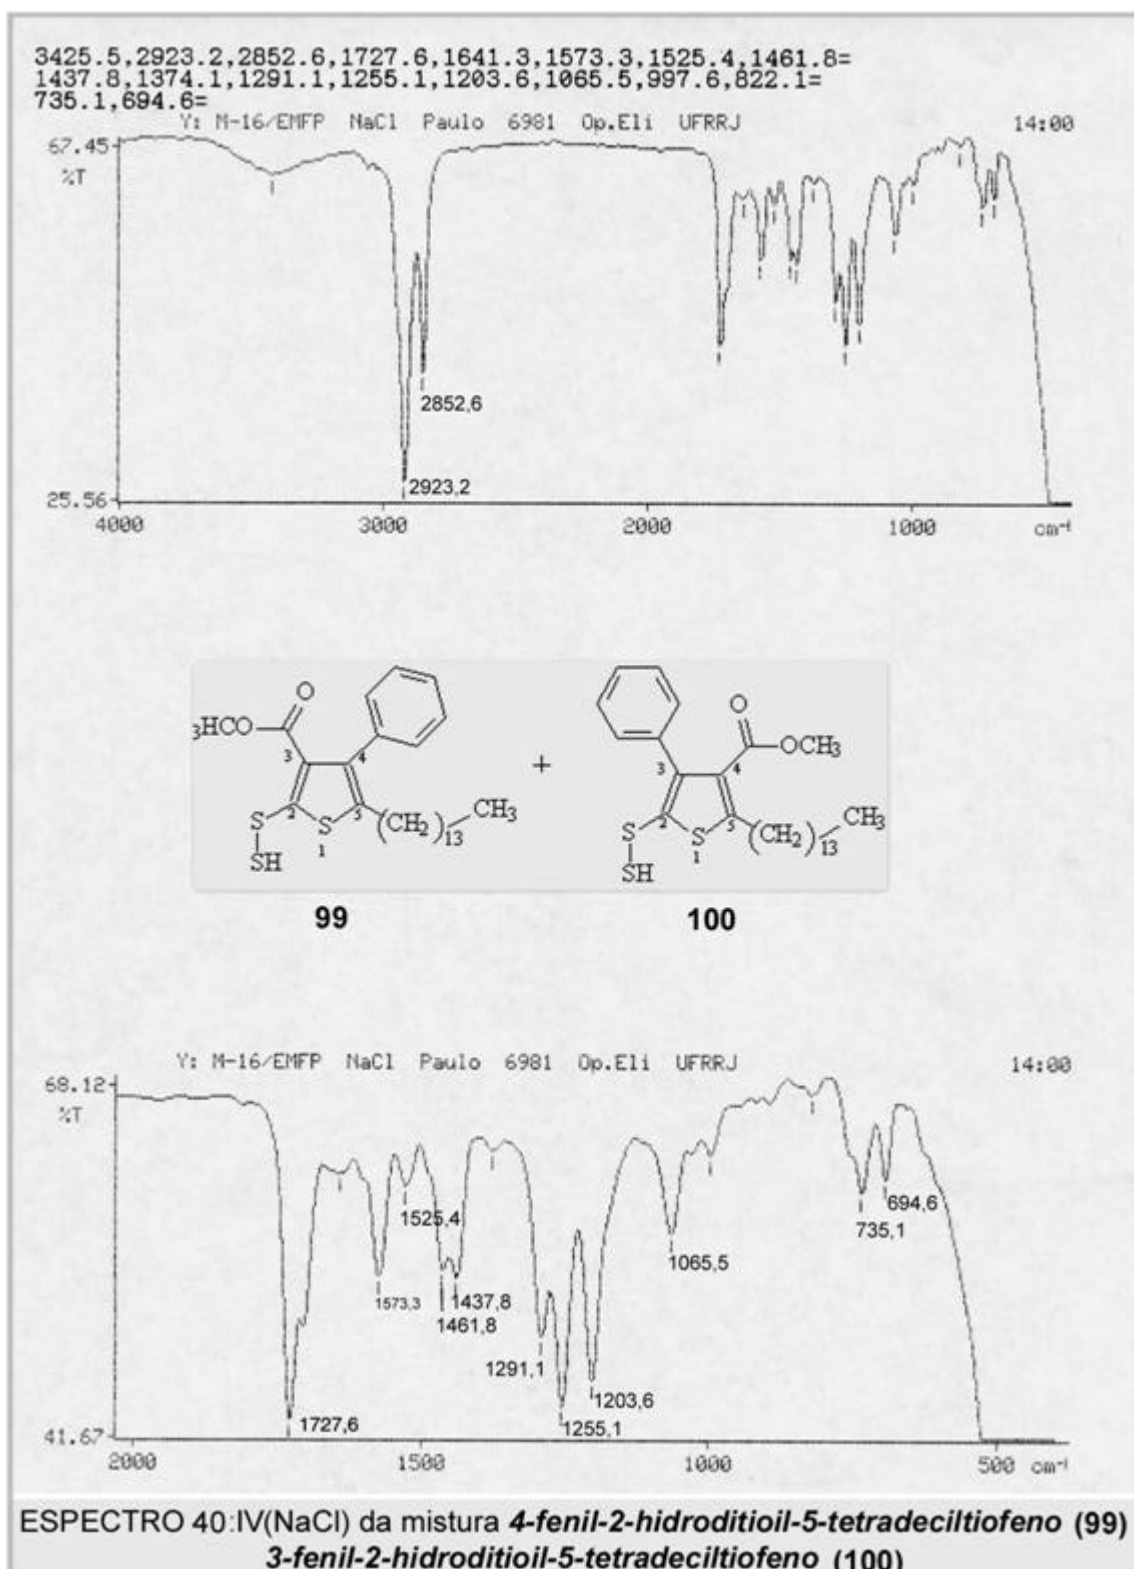 3425.5,2923.2,2852.6,1727.6,1641.3,1573.3,1525.4,1461.8=
1437.8,1374.1,1291.1,1255.1,1203.6,1065.5,997.6,822.1=
735.1,694.6=
Y: M-16/EMFP NaCl Paulo 6981 Op.Eli UFRRJ 14:00
67.45
%T
2852,6
2923,2
25.56
4000 3000 2000 1000 cm-1
O
3HCO
3 4
2 5
S S (CH2)13 CH3
1
SH
+
O
OCH3
3 4
2 5
S S (CH2)13 CH3
1
SH
99 100
Y: M-16/EMFP NaCl Paulo 6981 Op.Eli UFRRJ 14:00
68.12
%T
1525,4
694,6
735,1
1065,5
1573,3
1437,8
1461,8
1291,1
1203,6
1727,6
1255,1
41.67
2000 1500 1000 500 cm-1
ESPECTRO 40:IV(NaCl) da mistura 4-fenil-2-hidroditioil-5-tetradeciltiofeno (99)
3-fenil-2-hidroditioil-5-tetradeciltiofeno (100)